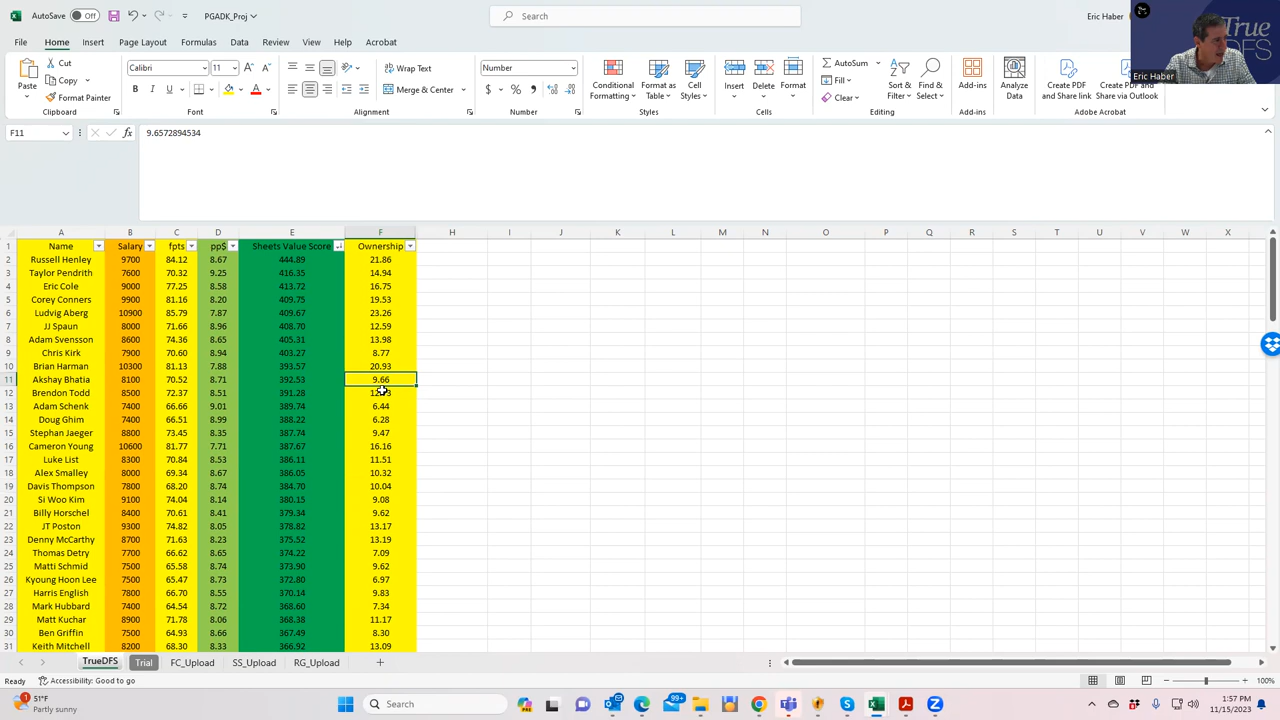 AutoSave Off PGADK_Proj Search Eric Haber
File Home Insert Page Layout Formulas Data Review View Help Acrobat
Paste Cut Copy Format Painter Clipboard
Calibri 11 B I U Font
Wrap Text Merge & Center Alignment
Number $ % Number
Conditional Formatting Format as Table Cell Styles Styles
Insert Delete Format Cells
AutoSum Fill Clear Sort & Filter Find & Select Editing
Add-ins Add-ins
Analyze Data
Create PDF and Share link Create PDF and Share via Outlook Adobe Acrobat
True
DFS
Eric Haber
F11 fx 9.6572894534
A B C D E F H I J K L M N O P Q R S T U V W X
1 Name Salary fpts pp$ Sheets Value Score Ownership
2 Russell Henley 9700 84.12 8.67 444.89 21.86
3 Taylor Pendrith 7600 70.32 9.25 416.35 14.94
4 Eric Cole 9000 77.25 8.58 413.72 16.75
5 Corey Conners 9900 81.16 8.20 409.75 19.53
6 Ludvig Aberg 10900 85.79 7.87 409.67 23.26
7 JJ Spaun 8000 71.66 8.96 408.70 12.59
8 Adam Svensson 8600 74.36 8.65 405.31 13.98
9 Chris Kirk 7900 70.60 8.94 403.27 8.77
10 Brian Harman 10300 81.13 7.88 393.57 20.93
11 Akshay Bhatia 8100 70.52 8.71 392.53 9.66
12 Brendon Todd 8500 72.37 8.51 391.28
13 Adam Schenk 7400 66.66 9.01 389.74 6.44
14 Doug Ghim 7400 66.51 8.99 388.22 6.28
15 Stephan Jaeger 8800 73.45 8.35 387.74 9.47
16 Cameron Young 10600 81.77 7.71 387.67 16.16
17 Luke List 8300 70.84 8.53 386.11 11.51
18 Alex Smalley 8000 69.34 8.67 386.05 10.32
19 Davis Thompson 7800 68.20 8.74 384.70 10.04
20 Si Woo Kim 9100 74.04 8.14 380.15 9.08
21 Billy Horschel 8400 70.61 8.41 379.34 9.62
22 JT Poston 9300 74.82 8.05 378.82 13.17
23 Denny McCarthy 8700 71.63 8.23 375.52 13.19
24 Thomas Detry 7700 66.62 8.65 374.22 7.09
25 Matti Schmid 7500 65.58 8.74 373.90 9.62
26 Kyoung Hoon Lee 7500 65.47 8.73 372.80 6.97
27 Harris English 7800 66.70 8.55 370.14 9.83
28 Mark Hubbard 7400 64.54 8.72 368.60 7.34
29 Matt Kuchar 8900 71.78 8.06 368.38 11.17
30 Ben Griffin 7500 64.93 8.66 367.49 8.30
31 Keith Mitchell 8200 68.30 8.33 366.92 13.09
TrueDFS Trial FC_Upload SS_Upload RG_Upload
Ready Accessibility: Good to go 100%
51°F
Partly sunny
Search
99+
1:57 PM
11/15/2023